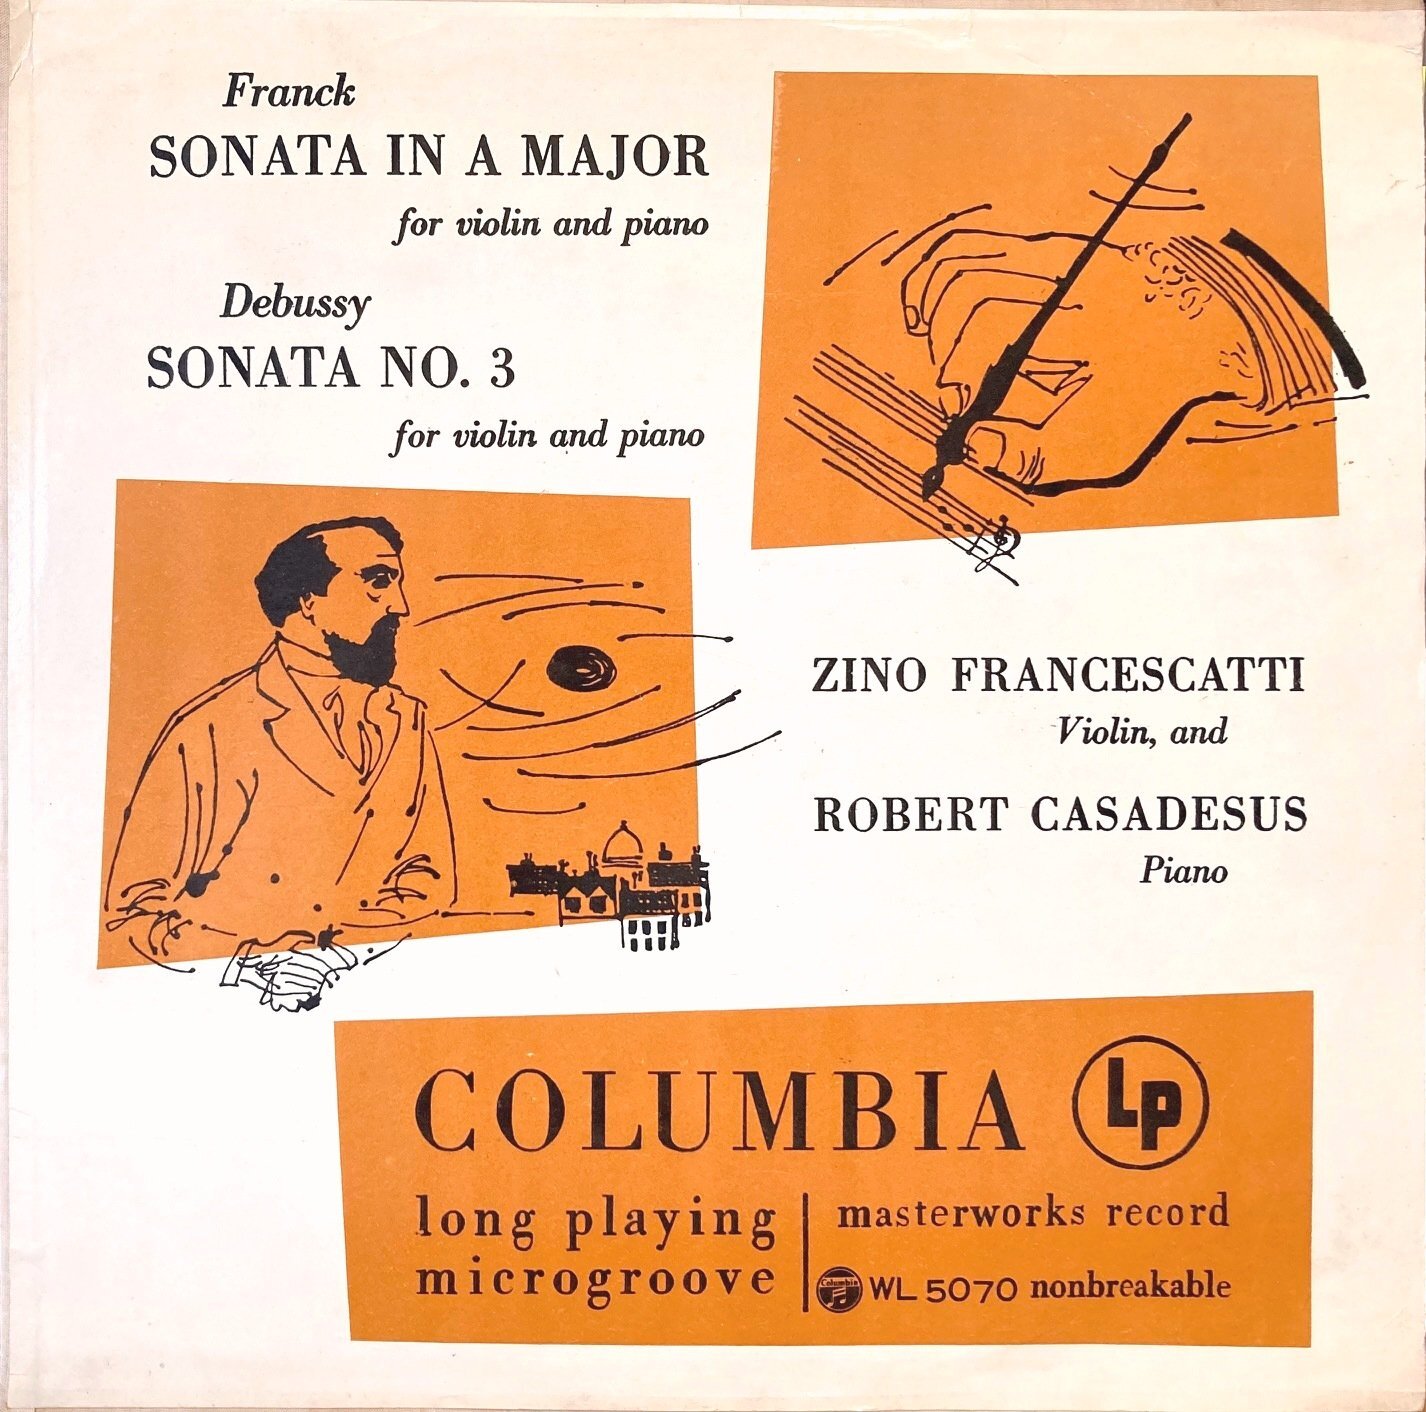 Franck
SONATA IN A MAJOR
for violin and piano
Debussy
SONATA NO. 3
for violin and piano
ZINO FRANCESCATTI
Violin, and
ROBERT CASADESUS
Piano
COLUMBIA LP
long playing
microgroove
masterworks record
Columbia WL 5070 nonbreakable